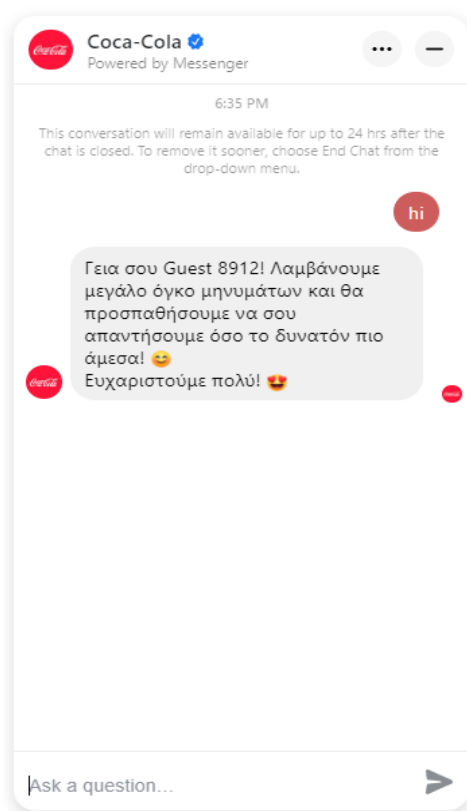 Coca-Cola
Powered by Messenger
6:35 PM
This conversation will remain available for up to 24 hrs after the
chat is closed. To remove it sooner, choose End Chat from the
drop-down menu.
hi
Γεια σου Guest 8912! Λαμβάνουμε
μεγάλο όγκο μηνυμάτων και θα
προσπαθήσουμε να σου
απαντήσουμε όσο το δυνατόν πιο
άμεσα! 😊
Ευχαριστούμε πολύ! 😍
Ask a question...